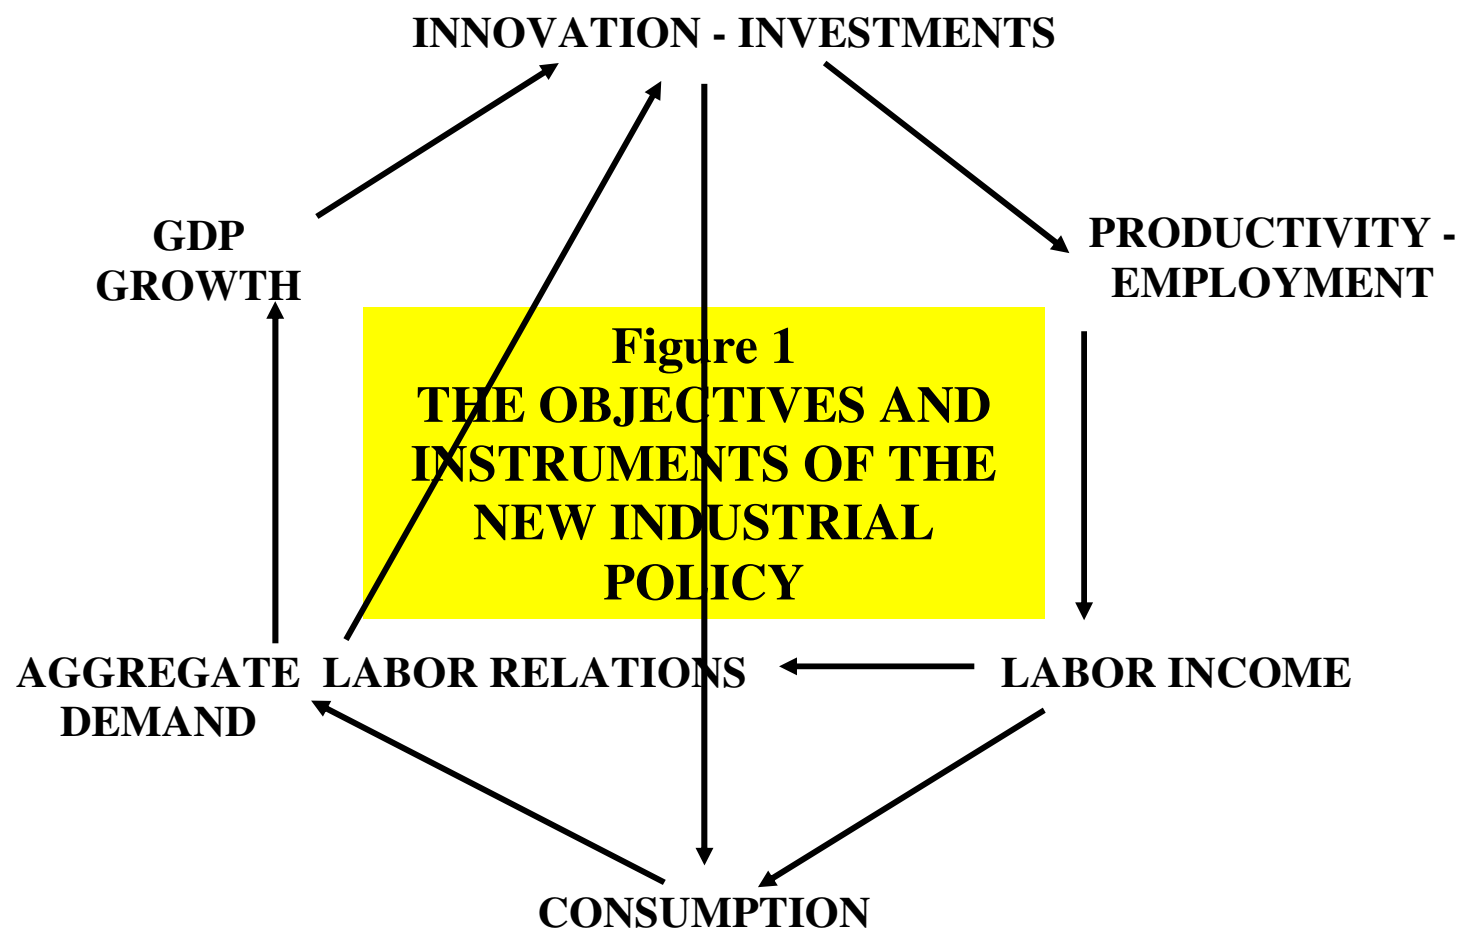 INNOVATION - INVESTMENTS
GDP
GROWTH
PRODUCTIVITY -
EMPLOYMENT
Figure 1
THE OBJECTIVES AND
INSTRUMENTS OF THE
NEW INDUSTRIAL
POLICY
AGGREGATE
DEMAND
LABOR RELATIONS
LABOR INCOME
CONSUMPTION